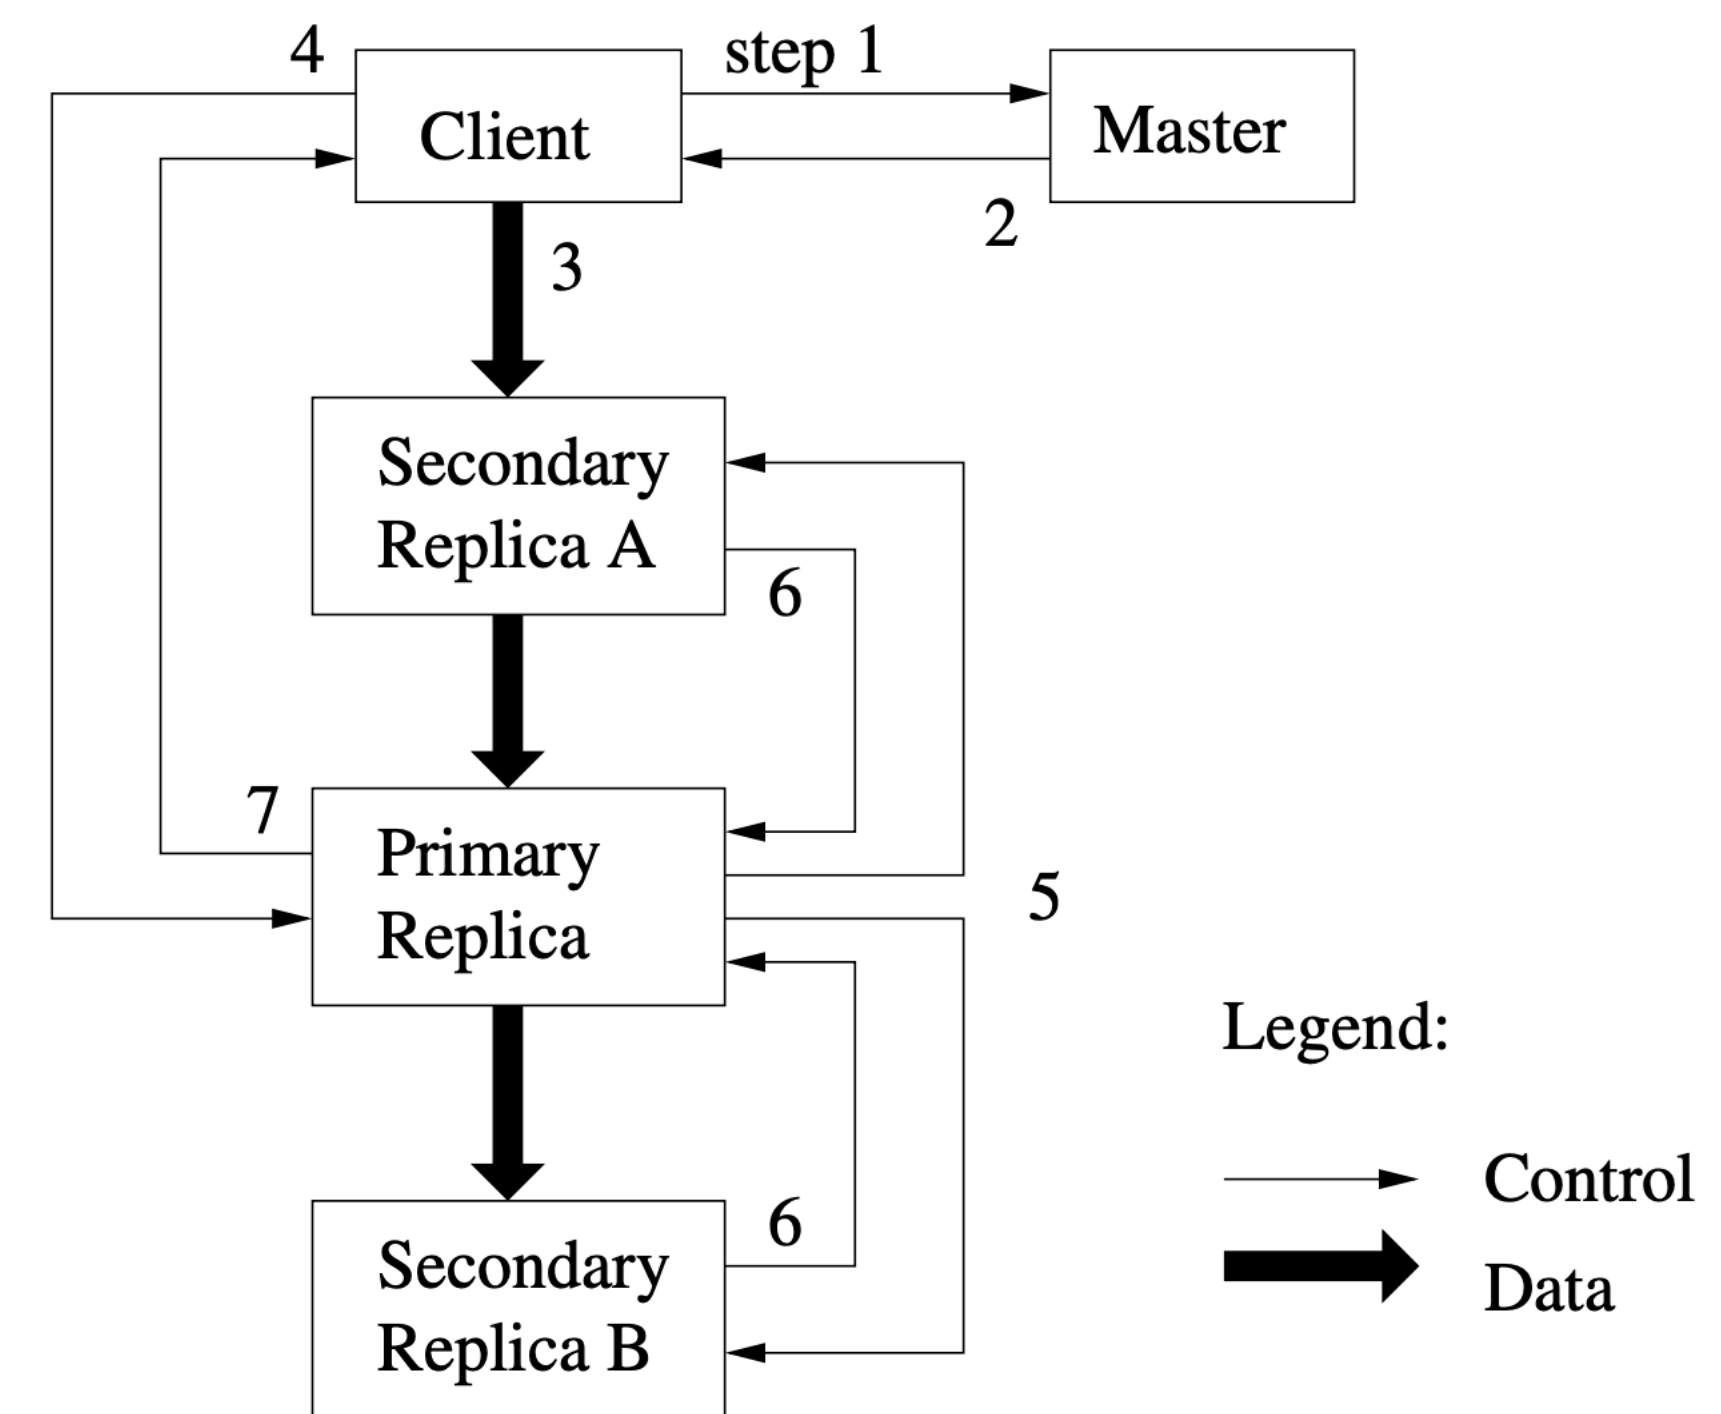 4
step 1
Client
Master
2
3
Secondary
Replica A
6
7
Primary
Replica
5
Legend:
Control
6
Data
Secondary
Replica B